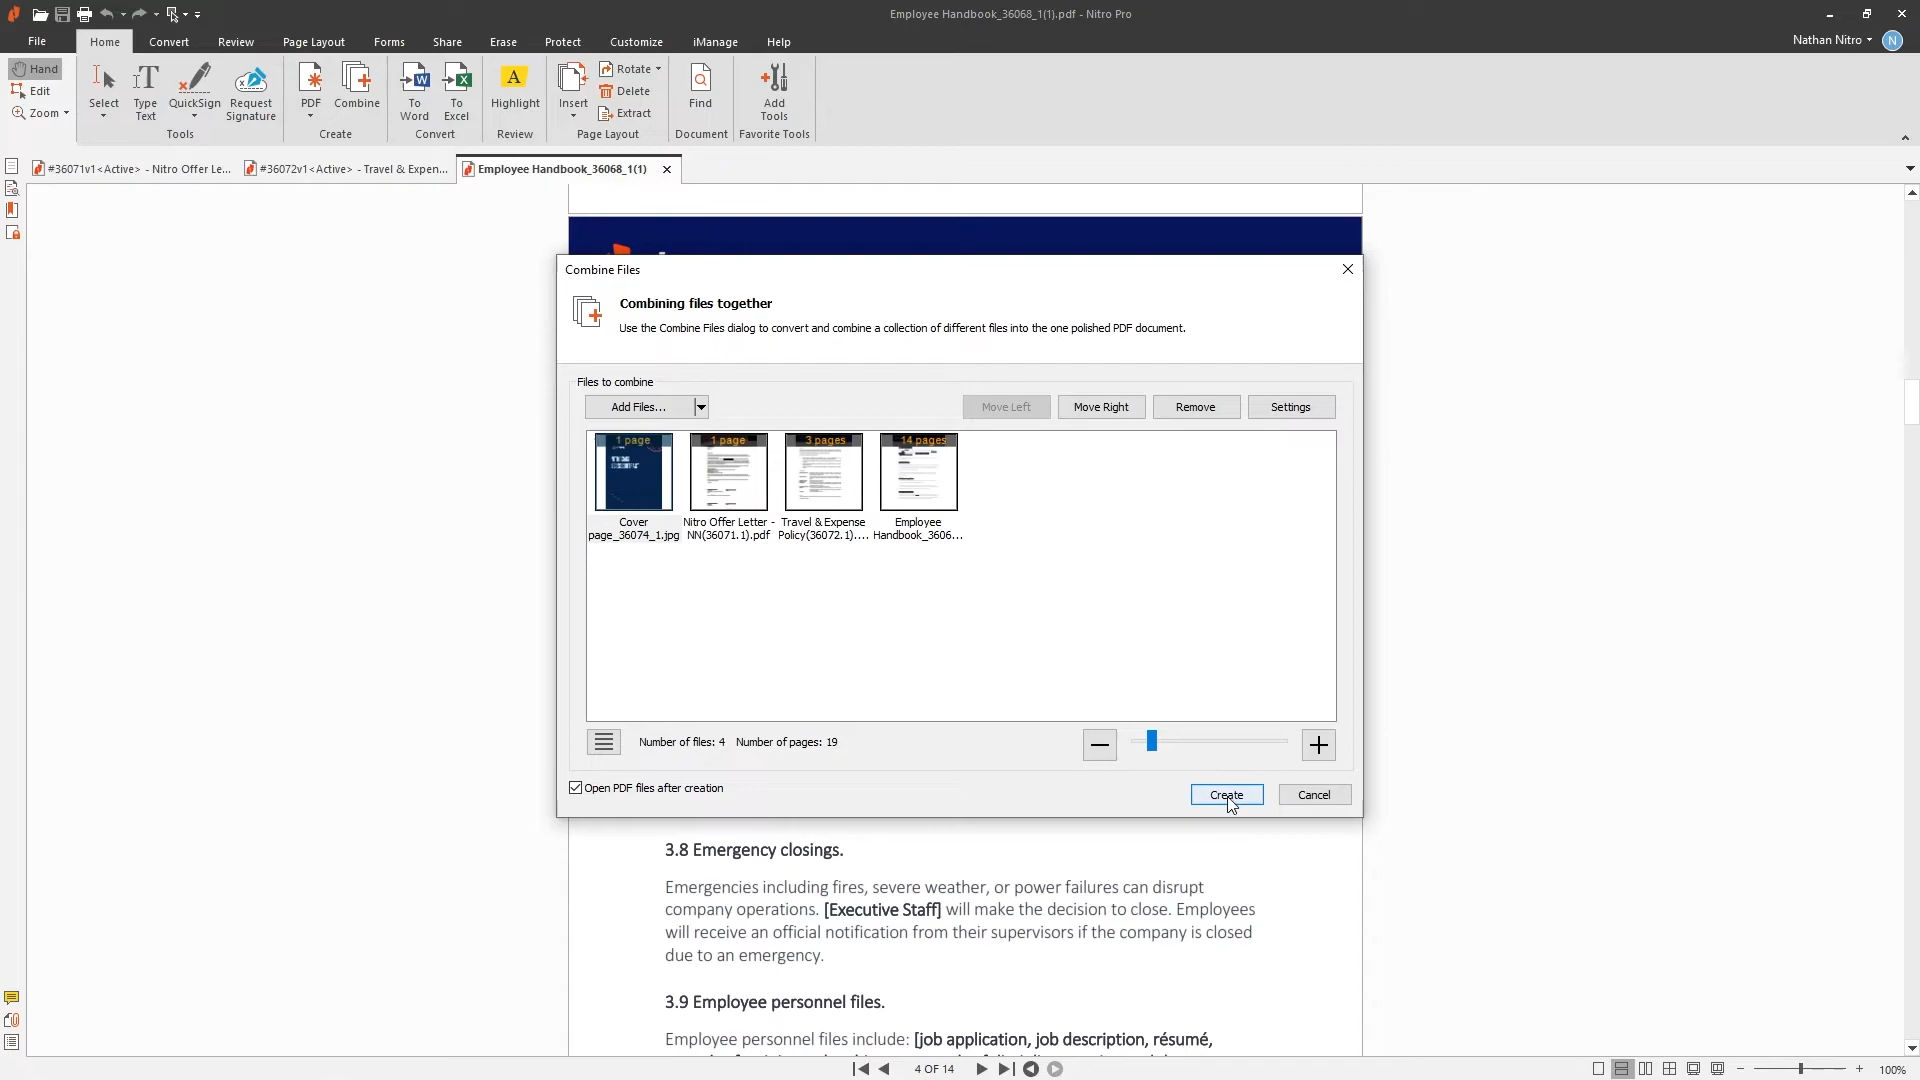 Employee Handbook_36068_1(1).pdf - Nitro Pro
File Home Convert Review Page Layout Forms Share Erase Protect Customize iManage Help
Nathan Nitro N
Hand
Edit
Zoom
Select
Type Text
QuickSign
Request Signature
Tools
PDF
Combine
Create
To Word
To Excel
Convert
A
Highlight
Review
Insert
Rotate
Delete
Extract
Page Layout
Find
Document
Add Tools
Favorite Tools
#36071v1<Active> - Nitro Offer Le...
#36072v1<Active> - Travel & Expen...
Employee Handbook_36068_1(1)
Combine Files
Combining files together
Use the Combine Files dialog to convert and combine a collection of different files into the one polished PDF document.
Files to combine
Add Files... Move Left Move Right Remove Settings
1 page 1 page 3 pages 14 pages
Cover page_36074_1.jpg
Nitro Offer Letter - NN(36071.1).pdf
Travel & Expense Policy(36072.1)....
Employee Handbook_3606...
Number of files: 4 Number of pages: 19
Open PDF files after creation
Create Cancel
3.8 Emergency closings.
Emergencies including fires, severe weather, or power failures can disrupt
company operations. [Executive Staff] will make the decision to close. Employees
will receive an official notification from their supervisors if the company is closed
due to an emergency.
3.9 Employee personnel files.
Employee personnel files include: [job application, job description, résumé,
4 OF 14
100%